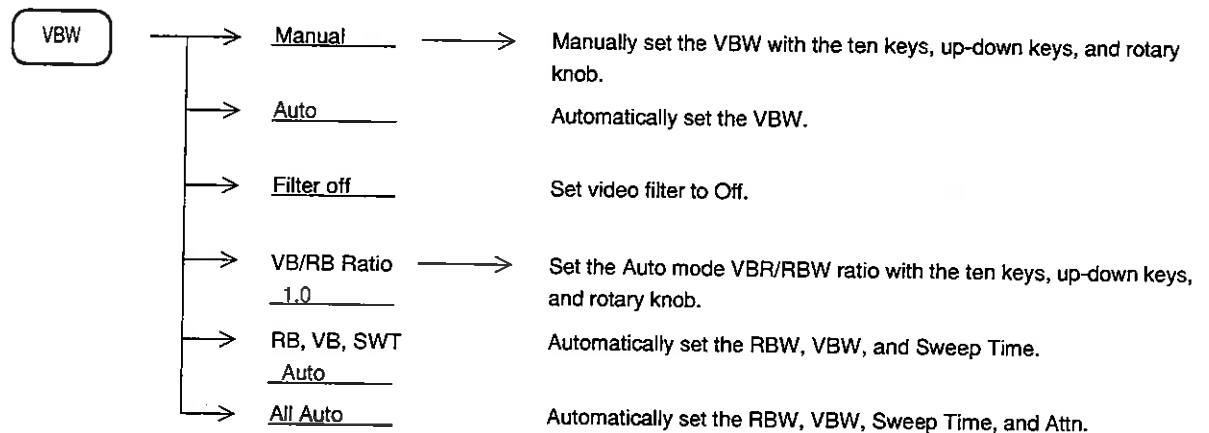 VBW
Manual
Manually set the VBW with the ten keys, up-down keys, and rotary
knob.
Auto
Automatically set the VBW.
Filter off
Set video filter to Off.
VB/RB Ratio
1.0
Set the Auto mode VBR/RBW ratio with the ten keys, up-down keys,
and rotary knob.
RB, VB, SWT
Auto
Automatically set the RBW, VBW, and Sweep Time.
All Auto
Automatically set the RBW, VBW, Sweep Time, and Attn.